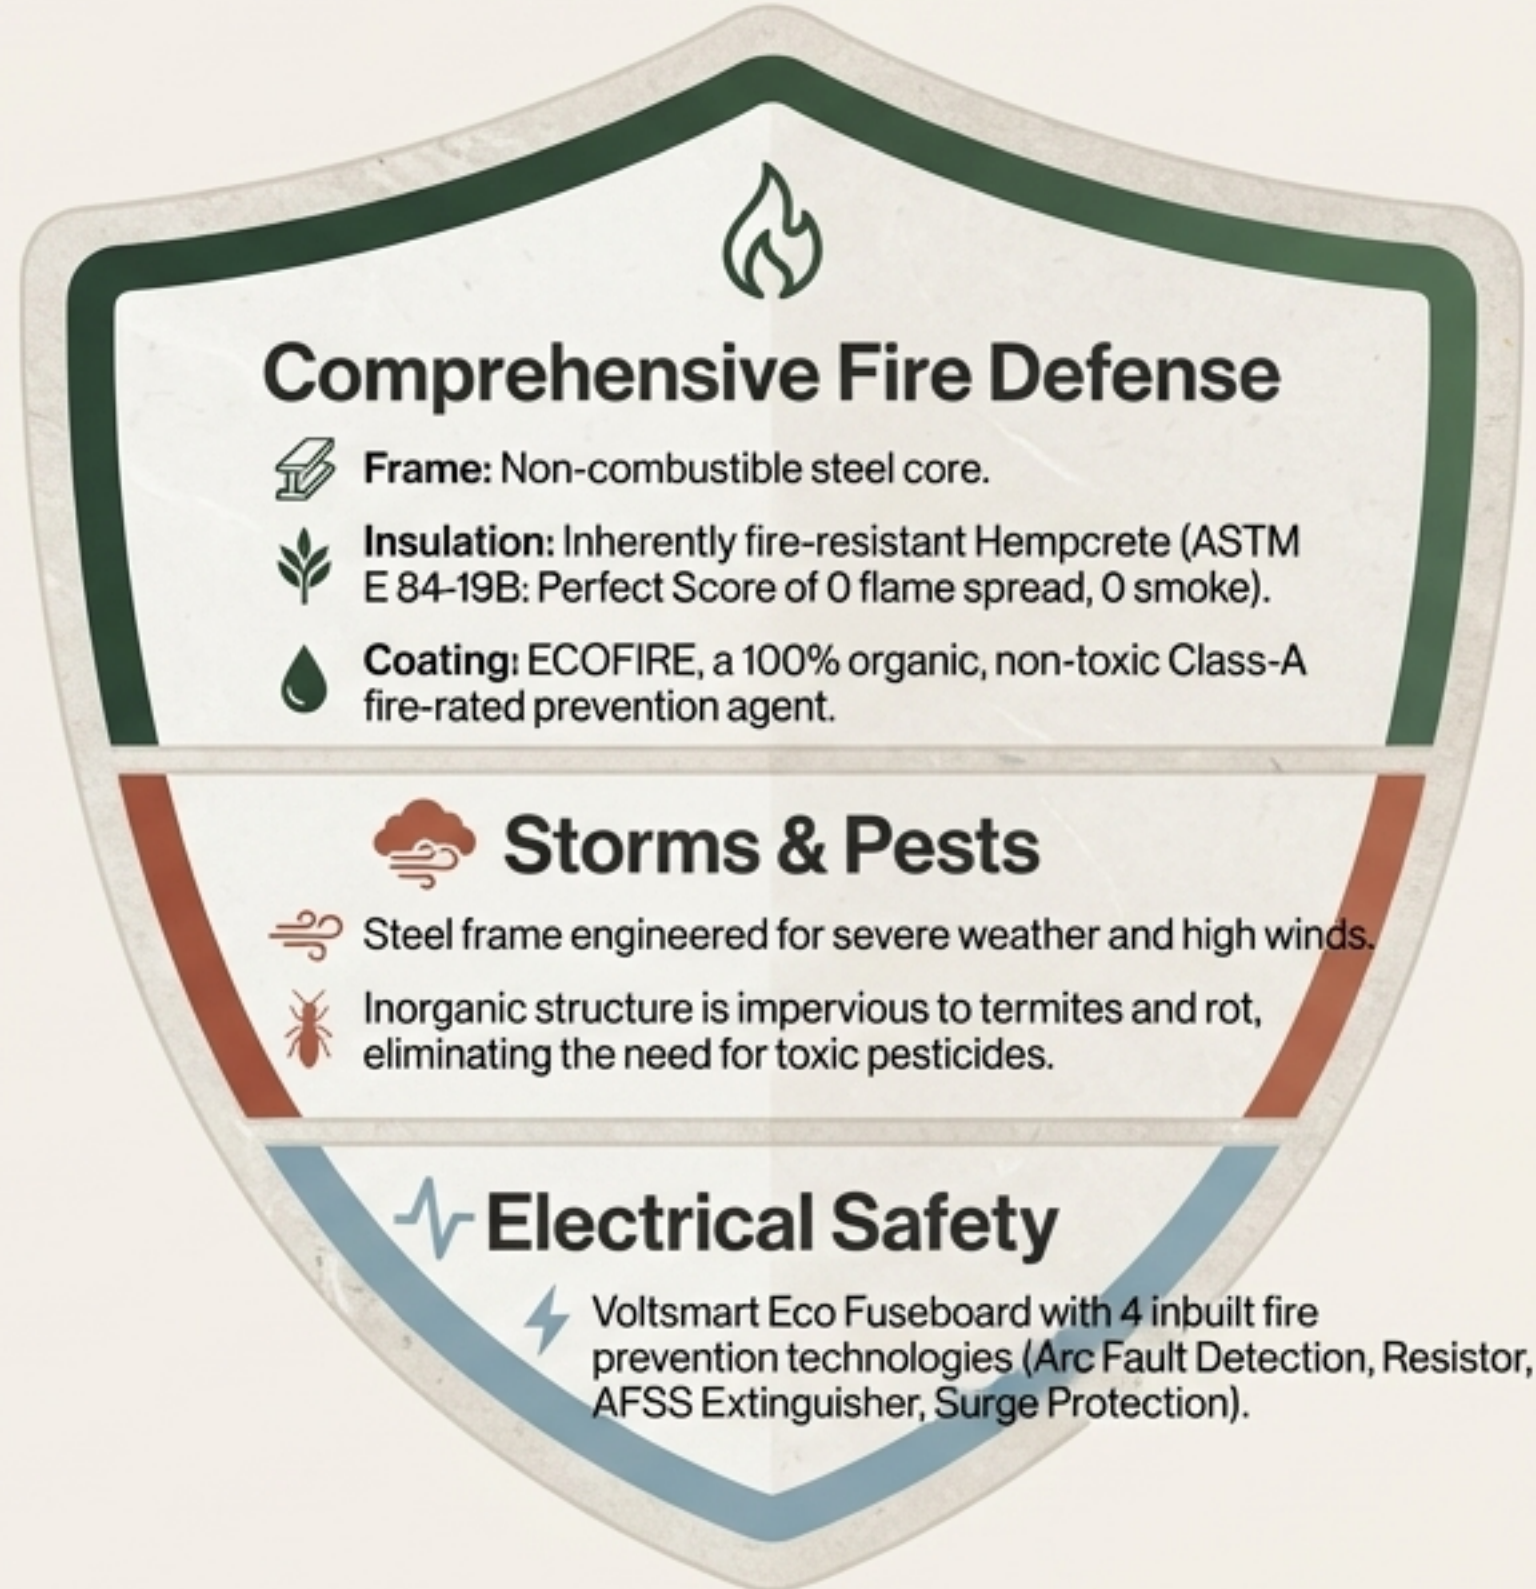 Comprehensive Fire Defense
Frame: Non-combustible steel core.
Insulation: Inherently fire-resistant Hempcrete (ASTM
E 84-19B: Perfect Score of 0 flame spread, 0 smoke).
Coating: ECOFIRE, a 100% organic, non-toxic Class-A
fire-rated prevention agent.
Storms & Pests
Steel frame engineered for severe weather and high winds.
Inorganic structure is impervious to termites and rot,
eliminating the need for toxic pesticides.
Electrical Safety
Voltsmart Eco Fuseboard with 4 inbuilt fire
prevention technologies (Arc Fault Detection, Resistor,
AFSS Extinguisher, Surge Protection).